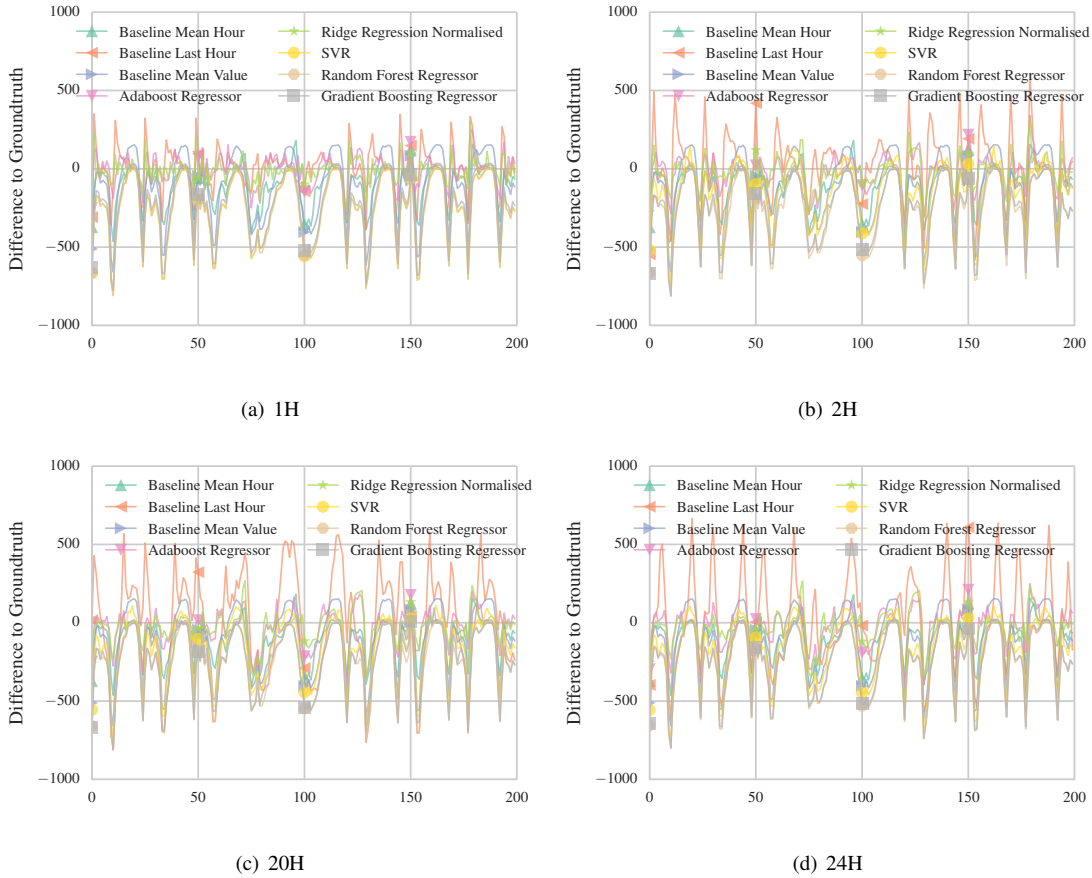 1000
500
0
−500
−1000
Difference to Groundtruth
Baseline Mean Hour
Baseline Last Hour
Baseline Mean Value
Adaboost Regressor
Ridge Regression Normalised
SVR
Random Forest Regressor
Gradient Boosting Regressor
0 50 100 150 200
(a) 1H
1000
500
0
−500
−1000
Difference to Groundtruth
Baseline Mean Hour
Baseline Last Hour
Baseline Mean Value
Adaboost Regressor
Ridge Regression Normalised
SVR
Random Forest Regressor
Gradient Boosting Regressor
0 50 100 150 200
(b) 2H
1000
500
0
−500
−1000
Difference to Groundtruth
Baseline Mean Hour
Baseline Last Hour
Baseline Mean Value
Adaboost Regressor
Ridge Regression Normalised
SVR
Random Forest Regressor
Gradient Boosting Regressor
0 50 100 150 200
(c) 20H
1000
500
0
−500
−1000
Difference to Groundtruth
Baseline Mean Hour
Baseline Last Hour
Baseline Mean Value
Adaboost Regressor
Ridge Regression Normalised
SVR
Random Forest Regressor
Gradient Boosting Regressor
0 50 100 150 200
(d) 24H